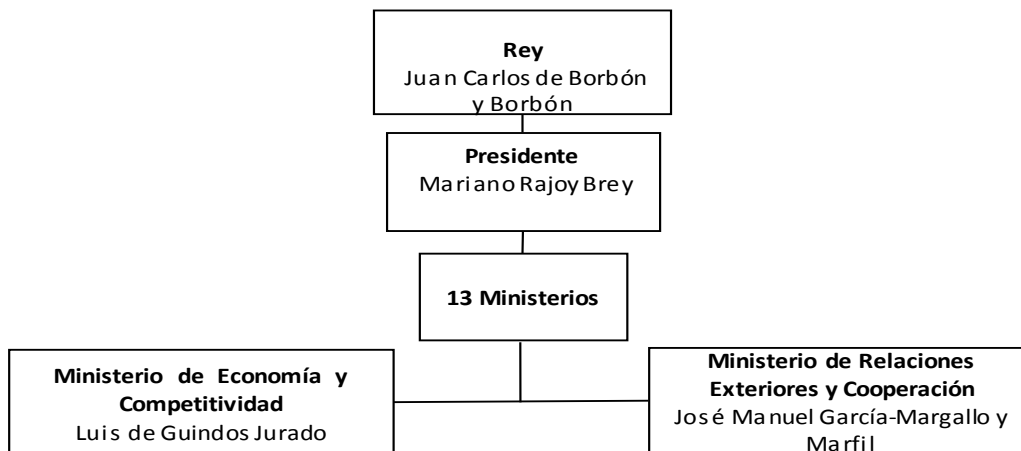 Rey
Juan Carlos de Borbón
y Borbón
Presidente
Mariano Rajoy Brey
13 Ministerios
Ministerio de Economía y
Competitividad
Luis de Guindos Jurado
Ministerio de Relaciones
Exteriores y Cooperación
José Manuel García-Margallo y
Marfil